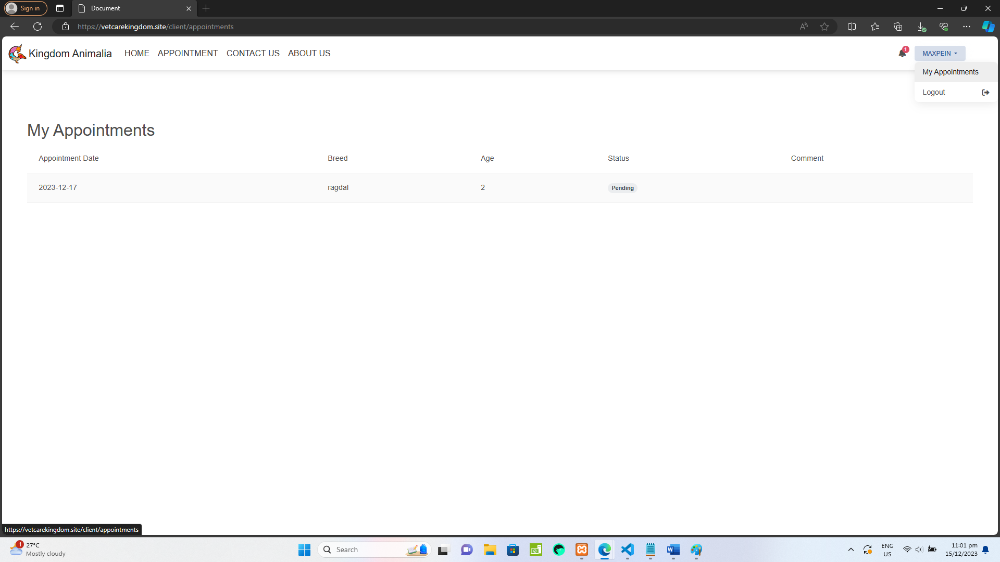 Sign in
Document
https://vetcarekingdom.site/client/appointments
Kingdom Animalia
HOME
APPOINTMENT
CONTACT US
ABOUT US
1
MAXPEIN
My Appointments
Logout
My Appointments
Appointment Date
Breed
Age
Status
Comment
2023-12-17
ragdal
2
Pending
https://vetcarekingdom.site/client/appointments
1
27°C
Mostly cloudy
Search
ENG
US
11:01 pm
15/12/2023